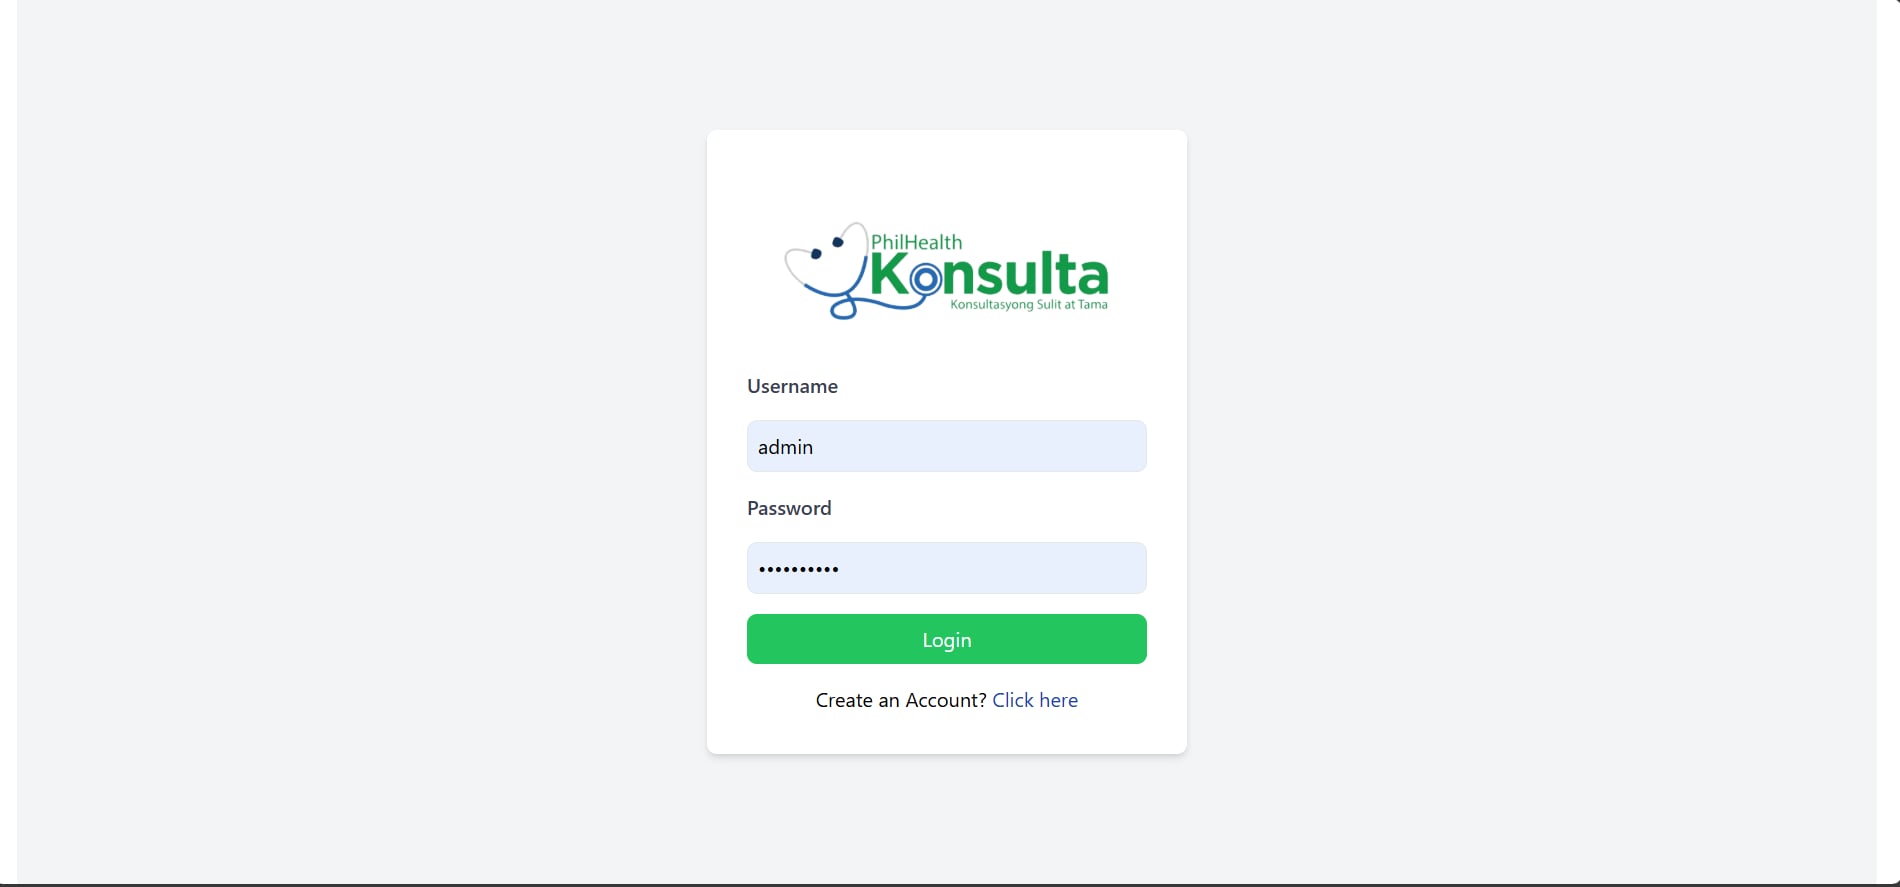 PhilHealth
Konsulta
Konsultasyong Sulit at Tama
Username
admin
Password
••••••••••
Login
Create an Account? Click here